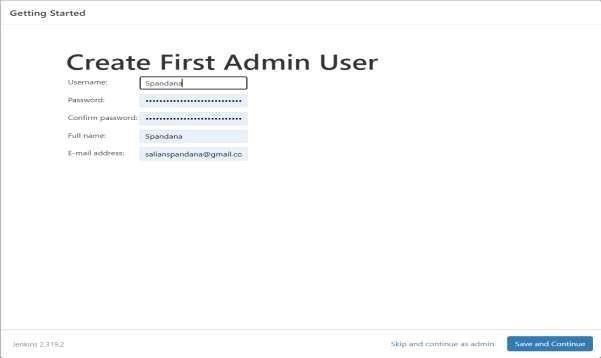 Getting Started
Create First Admin User
Username: Spandana
Password: ••••••••••••••••••••••••••••
Confirm password: ••••••••••••••••••••••••••••
Full name: Spandana
E-mail address: salianspandana@gmail.co
Jenkins 2.319.2 Skip and continue as admin Save and Continue